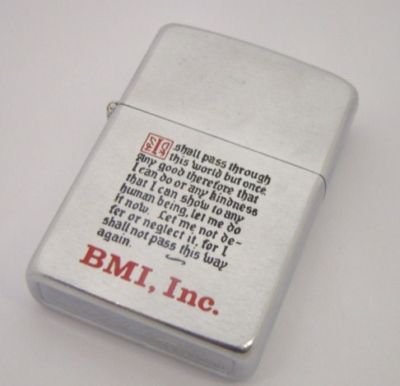 I shall pass through
this world but once.
Any good therefore that
I can do or any kindness
that I can show to any
human being, let me do
it now. Let me not de-
fer or neglect it, for I
shall not pass this way
again.
BMI, Inc.